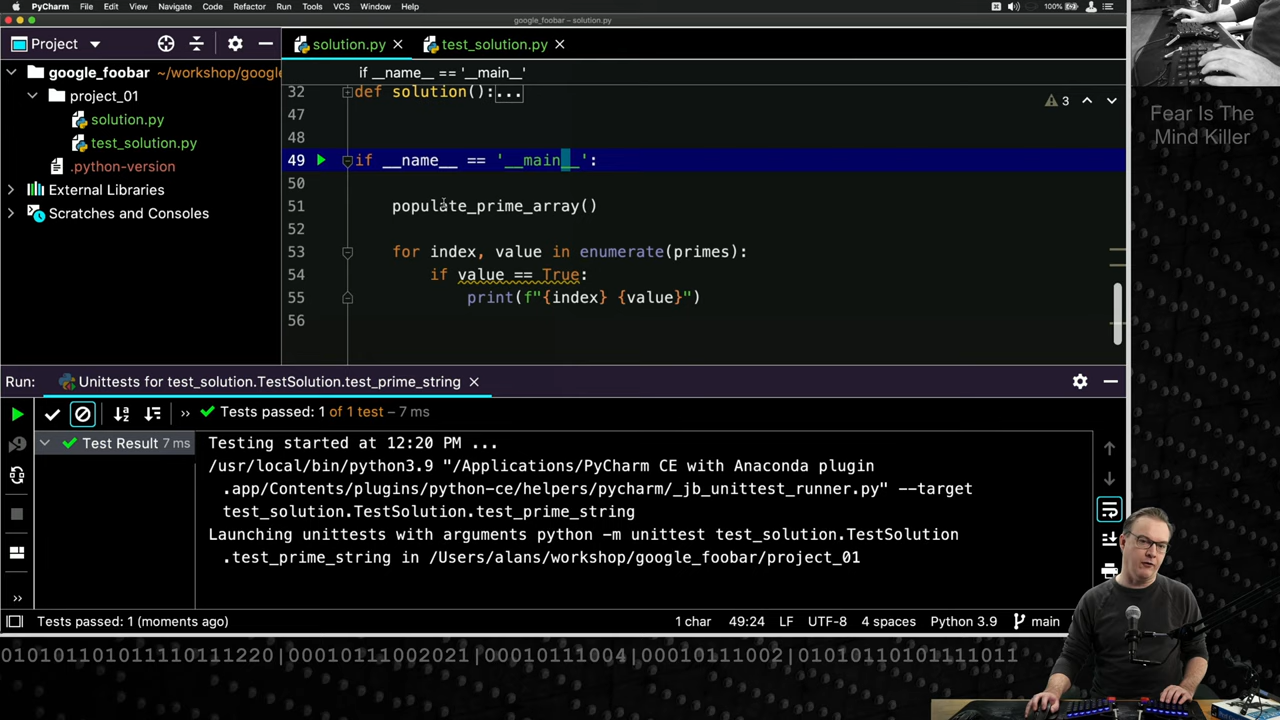 PyCharm File Edit View Navigate Code Refactor Run Tools VCS Window Help 100%
google_foobar – solution.py
Project
solution.py
test_solution.py
google_foobar ~/workshop/google
project_01
solution.py
test_solution.py
.python-version
External Libraries
Scratches and Consoles
if __name__ == '__main__'
32 def solution():...
3
47
48
49 if __name__ == '__main__':
50
51 populate_prime_array()
52
53 for index, value in enumerate(primes):
54 if value == True:
55 print(f"{index} {value}")
56
Fear Is The
Mind Killer
Run: Unittests for test_solution.TestSolution.test_prime_string
Tests passed: 1 of 1 test – 7 ms
Test Result 7 ms
Testing started at 12:20 PM ...
/usr/local/bin/python3.9 "/Applications/PyCharm CE with Anaconda plugin
.app/Contents/plugins/python-ce/helpers/pycharm/_jb_unittest_runner.py" --target
test_solution.TestSolution.test_prime_string
Launching unittests with arguments python -m unittest test_solution.TestSolution
.test_prime_string in /Users/alans/workshop/google_foobar/project_01
Tests passed: 1 (moments ago)
1 char 49:24 LF UTF-8 4 spaces Python 3.9 main
010101101011110111220|00010111002021|00010111004|00010111002|010101101011110111011